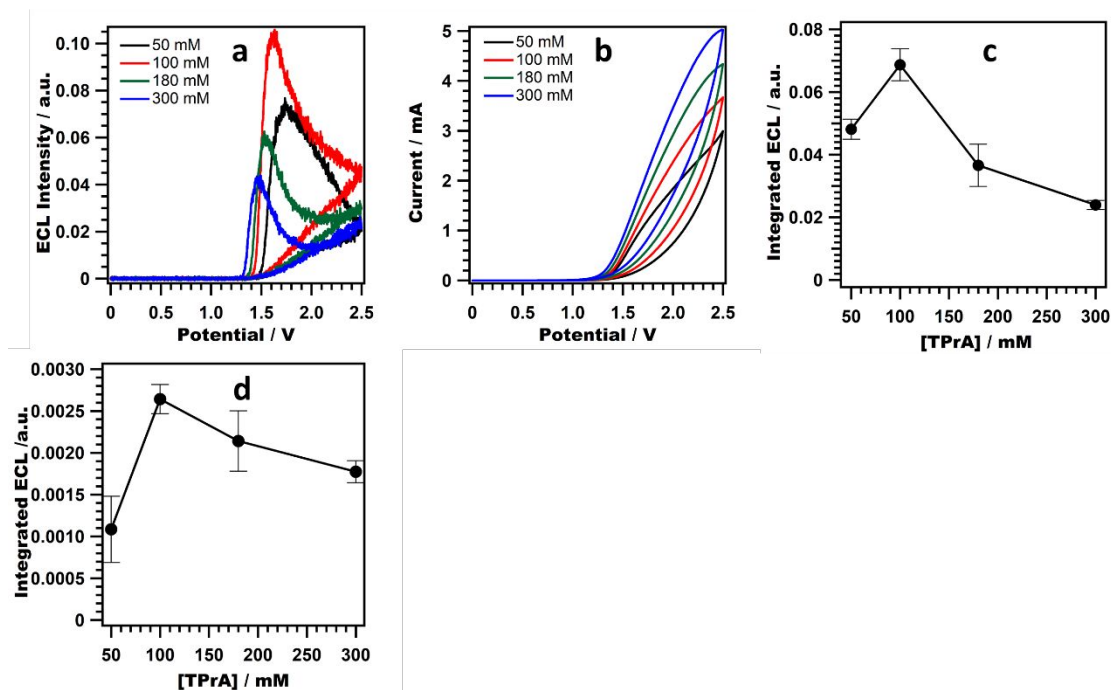 a
50 mM
100 mM
180 mM
300 mM
ECL Intensity / a.u.
0.10
0.08
0.06
0.04
0.02
0
0
0.5
1.0
1.5
2.0
2.5
Potential / V
b
50 mM
100 mM
180 mM
300 mM
Current / mA
5
4
3
2
1
0
0
0.5
1.0
1.5
2.0
2.5
Potential / V
c
Integrated ECL / a.u.
0.08
0.06
0.04
0.02
0
50
100
150
200
250
300
[TPrA] / mM
d
Integrated ECL /a.u.
0.0030
0.0025
0.0020
0.0015
0.0010
0.0005
0
50
100
150
200
250
300
[TPrA] / mM